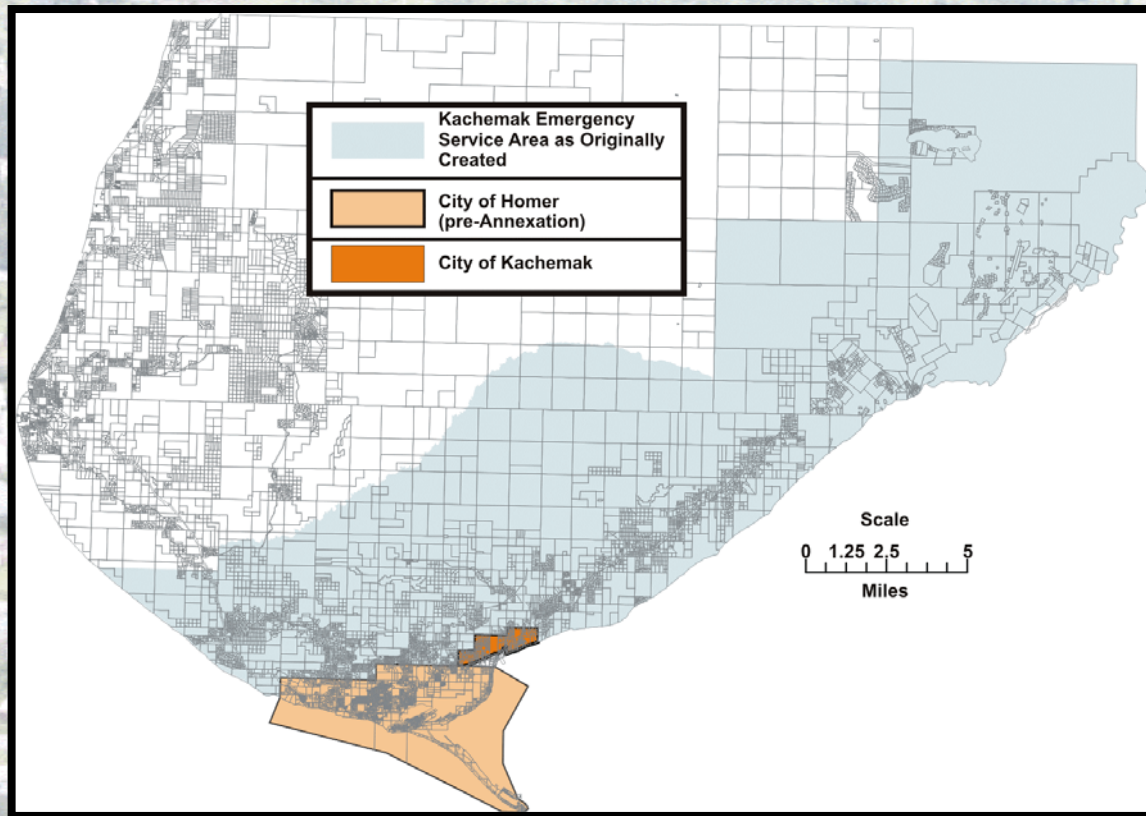 Kachemak Emergency
Service Area as Originally
Created
City of Homer
(pre-Annexation)
City of Kachemak
Scale
0 1.25 2,5 5
Miles